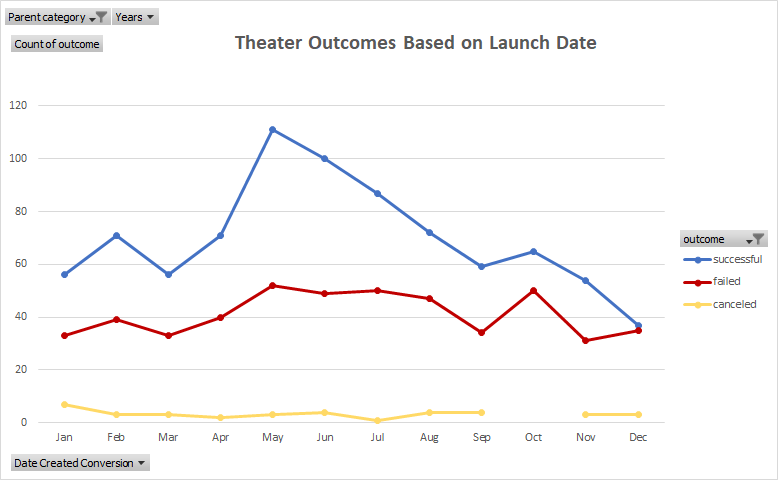 Parent category Years
Count of outcome
Theater Outcomes Based on Launch Date
120
100
80
60
40
20
0
Jan Feb Mar Apr May Jun Jul Aug Sep Oct Nov Dec
outcome
successful
failed
canceled
Date Created Conversion